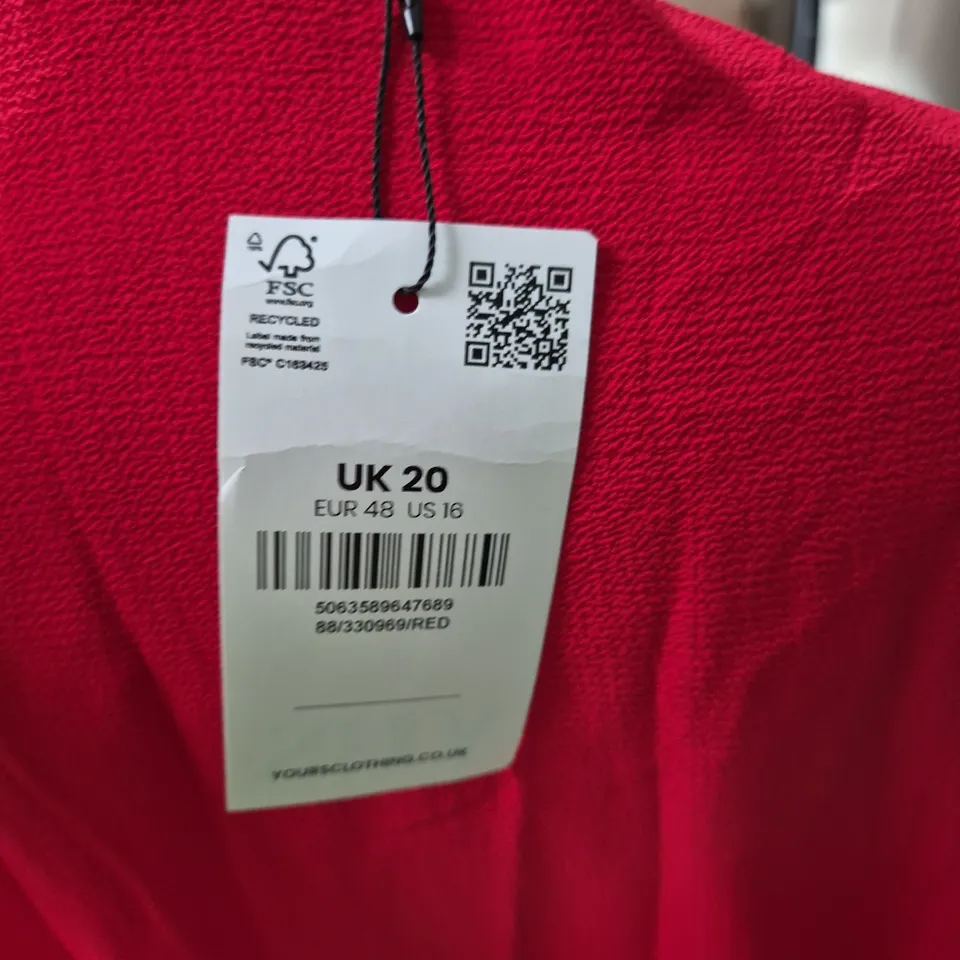 FSC
www.fsc.org
RECYCLED
Label made from
recycled material
FSC® C163425
UK 20
EUR 48 US 16
5063589647689
88/330969/RED
YOURSCLOTHING.CO.UK